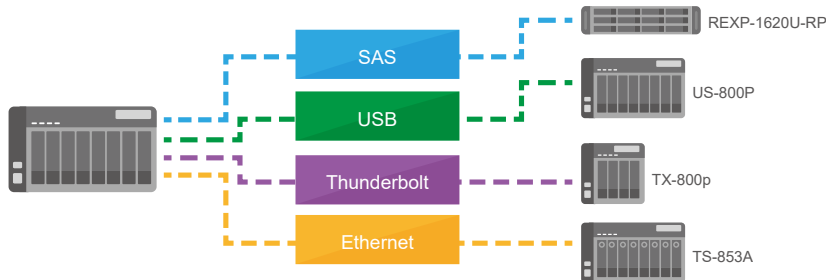 SAS
REXP-1620U-RP
USB
US-800P
Thunderbolt
TX-800p
Ethernet
TS-853A